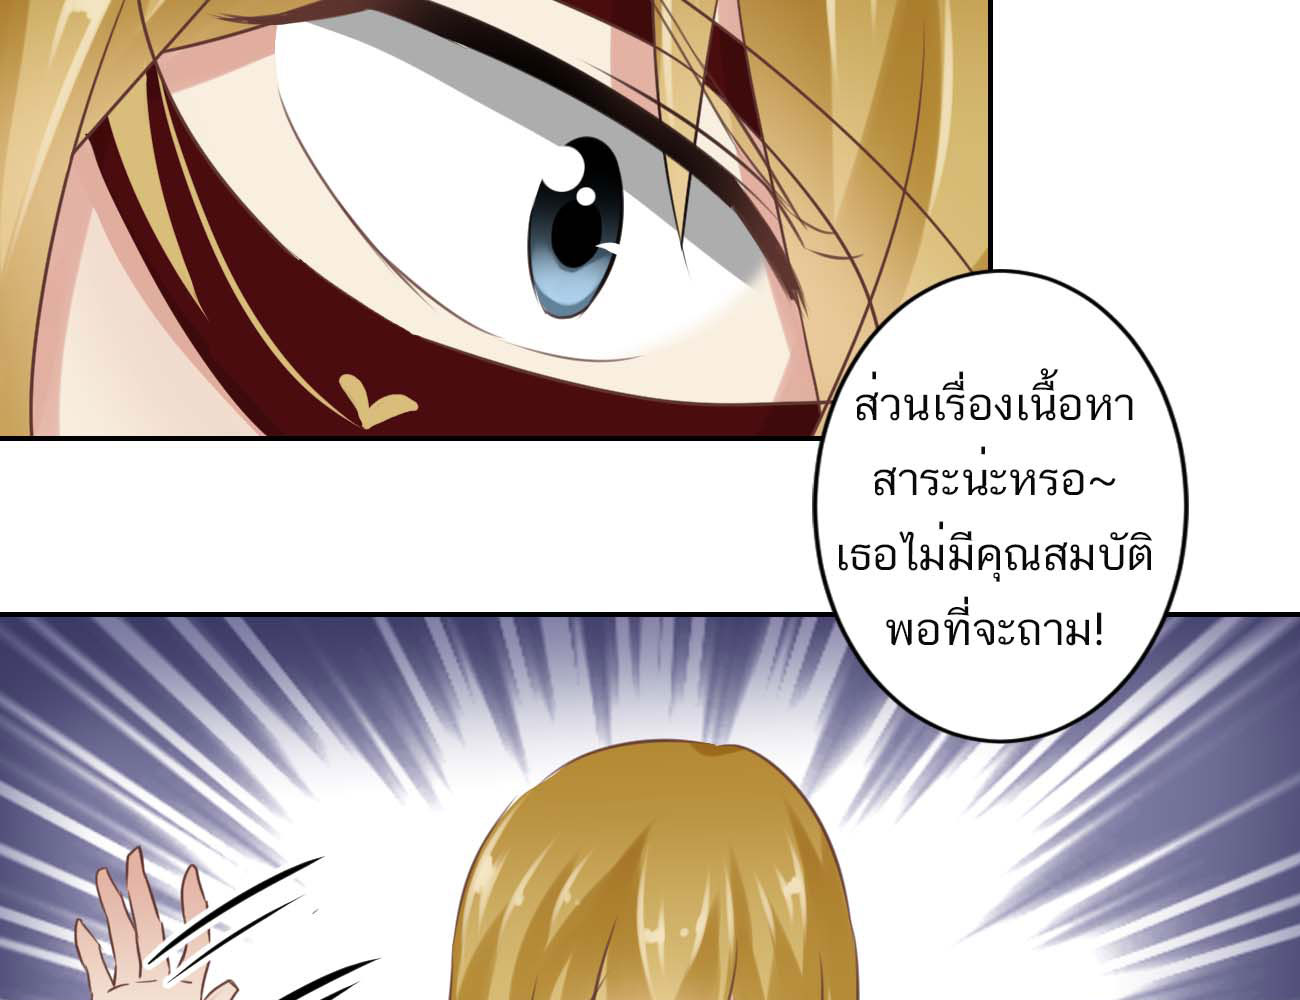 ส่วนเรื่องเนื้อหา
สาระน่ะหรอ~
เธอไม่มีคุณสมบัติ
พอที่จะถาม!